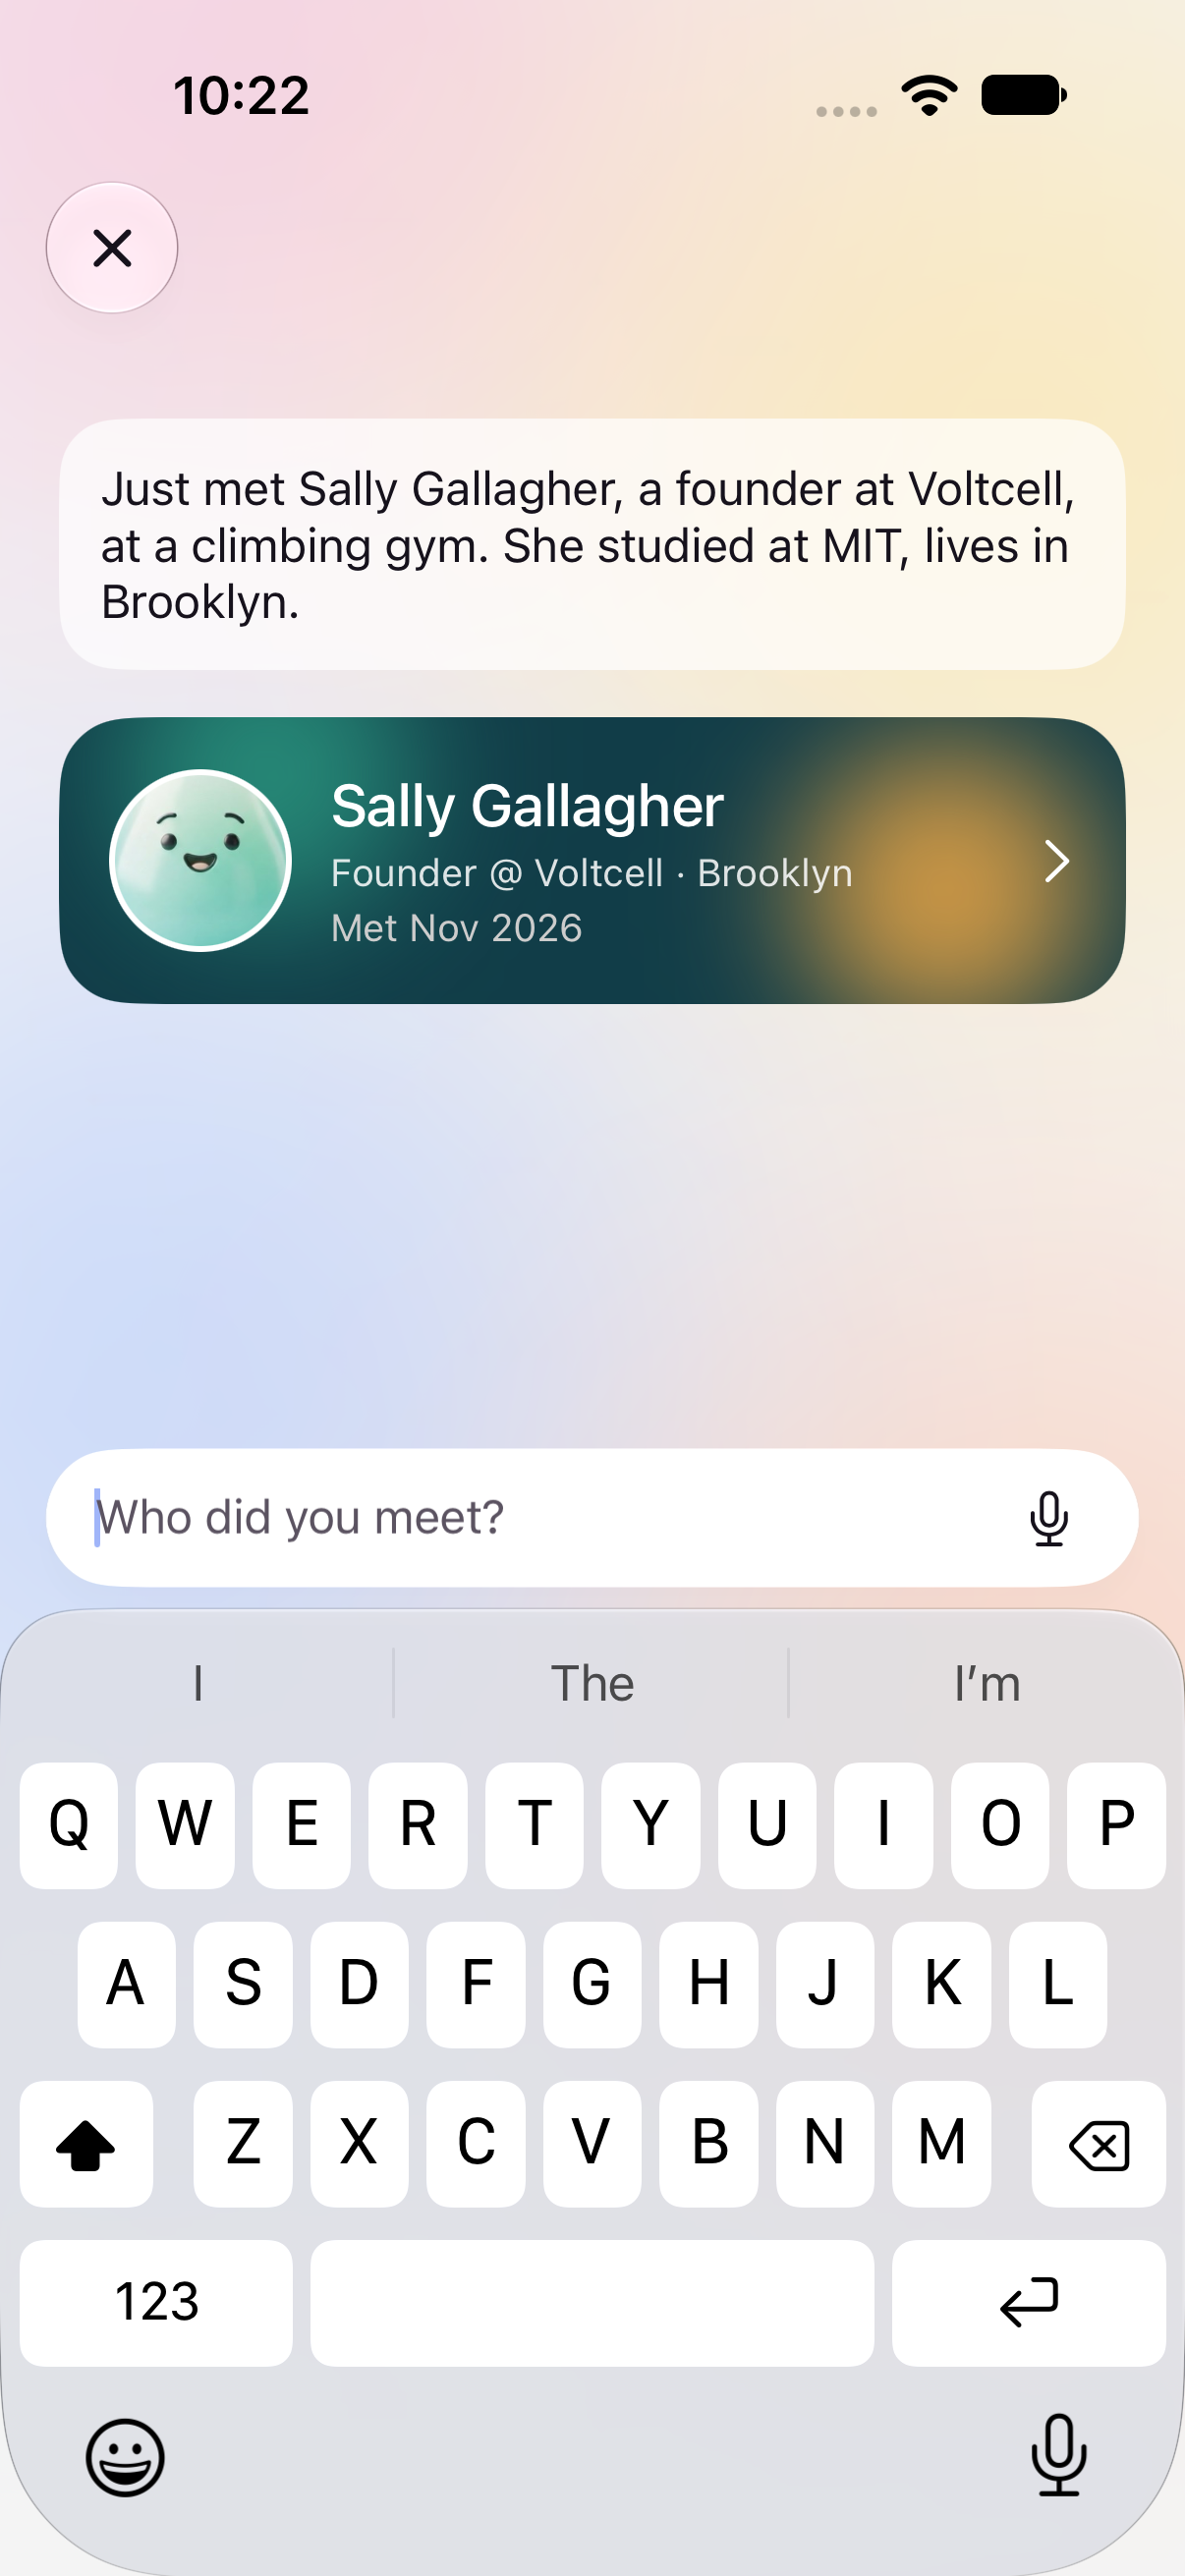 10:22
Just met Sally Gallagher, a founder at Voltcell,
at a climbing gym. She studied at MIT, lives in
Brooklyn.
Sally Gallagher
Founder @ Voltcell · Brooklyn
Met Nov 2026
Who did you meet?
I The I’m
Q W E R T Y U I O P
A S D F G H J K L
Z X C V B N M
123